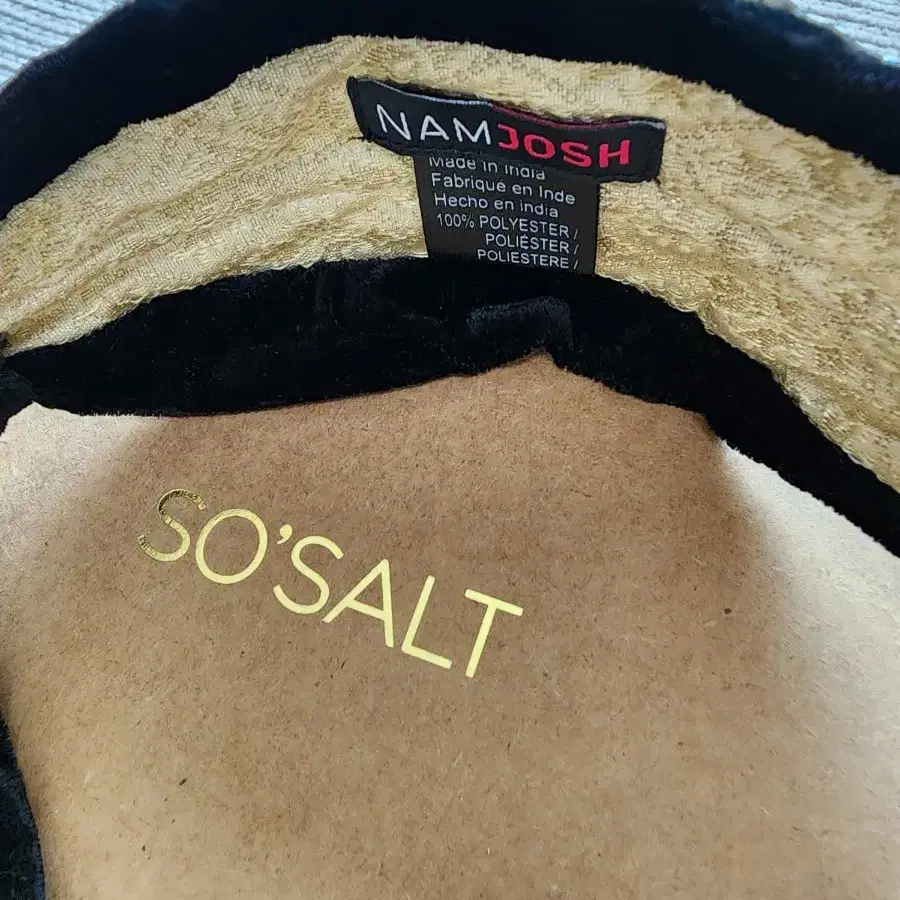 NAMJOSH
Made in India
Fabriqué en Inde
Hecho en india
100% POLYESTER /
POLIÉSTER /
POLIESTERE /
SO'SALT